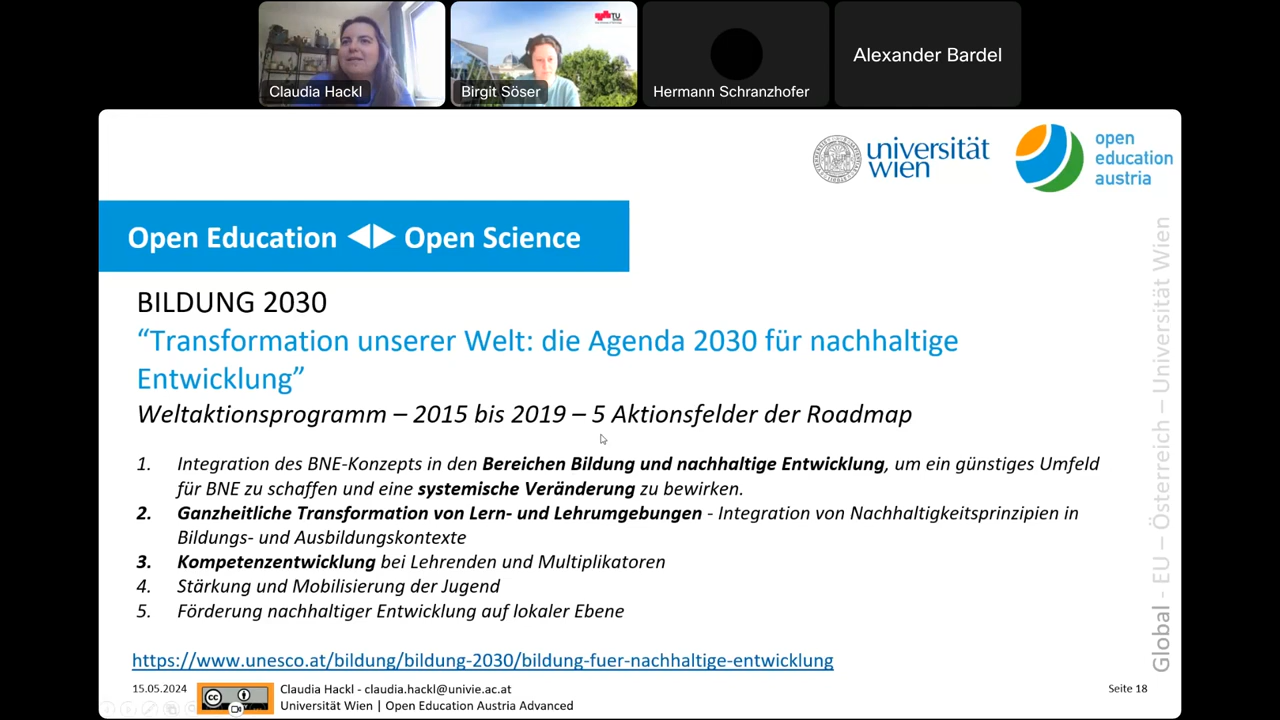 Claudia Hackl
Birgit Söser
Hermann Schranzhofer
Alexander Bardel
TU
universität
wien
open
education
austria
Open Education ◀▶ Open Science
BILDUNG 2030
“Transformation unserer Welt: die Agenda 2030 für nachhaltige
Entwicklung”
Weltaktionsprogramm – 2015 bis 2019 – 5 Aktionsfelder der Roadmap
1. Integration des BNE-Konzepts in den Bereichen Bildung und nachhaltige Entwicklung, um ein günstiges Umfeld
für BNE zu schaffen und eine systemische Veränderung zu bewirken.
2. Ganzheitliche Transformation von Lern- und Lehrumgebungen - Integration von Nachhaltigkeitsprinzipien in
Bildungs- und Ausbildungskontexte
3. Kompetenzentwicklung bei Lehrenden und Multiplikatoren
4. Stärkung und Mobilisierung der Jugend
5. Förderung nachhaltiger Entwicklung auf lokaler Ebene
https://www.unesco.at/bildung/bildung-2030/bildung-fuer-nachhaltige-entwicklung
Global - EU – Österreich – Universität Wien
15.05.2024
cc
Claudia Hackl - claudia.hackl@univie.ac.at
Universität Wien | Open Education Austria Advanced
Seite 18